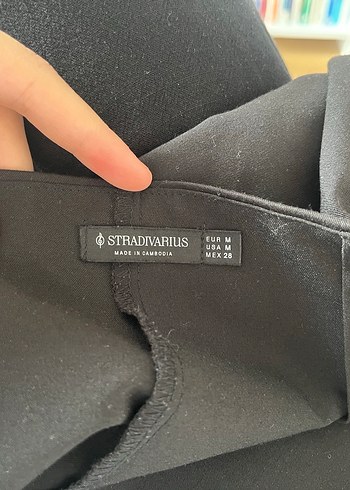 STRADIVARIUS
MADE IN CAMBODIA
EUR M
USA M
MEX 28